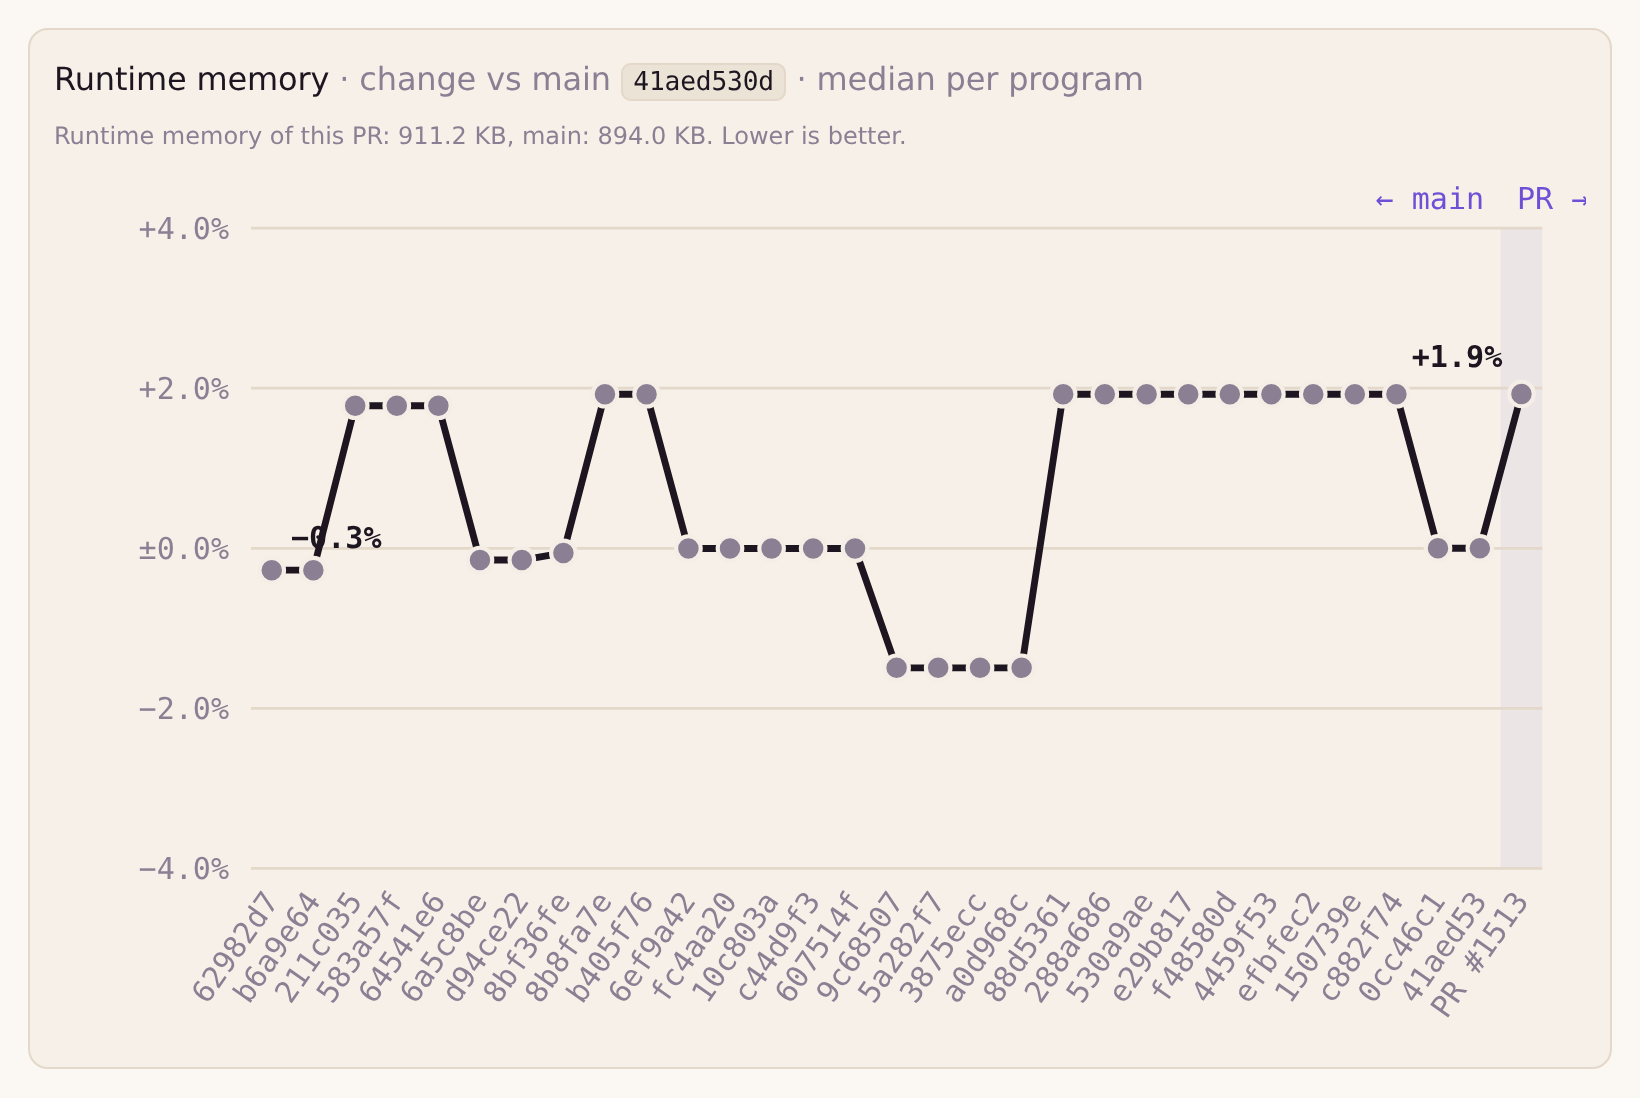 Runtime memory · change vs main 41aed530d · median per program
Runtime memory of this PR: 911.2 KB, main: 894.0 KB. Lower is better.
← main PR →
+4.0%
+2.0%
±0.0%
−2.0%
−4.0%
−0.3%
+1.9%
62982d7
b6a9e64
211c035
583a57f
64541e6
6a5c8be
d94ce22
8bf36fe
8b8fa7e
b405f76
6ef9a42
fc4aa20
10c803a
c44d9f3
607514f
9c68507
5a282f7
3875ecc
a0d968c
88d5361
288a686
530a9ae
e29b817
f48580d
4459f53
efbfec2
150739e
c882f74
0cc46c1
41aed53
PR #1513